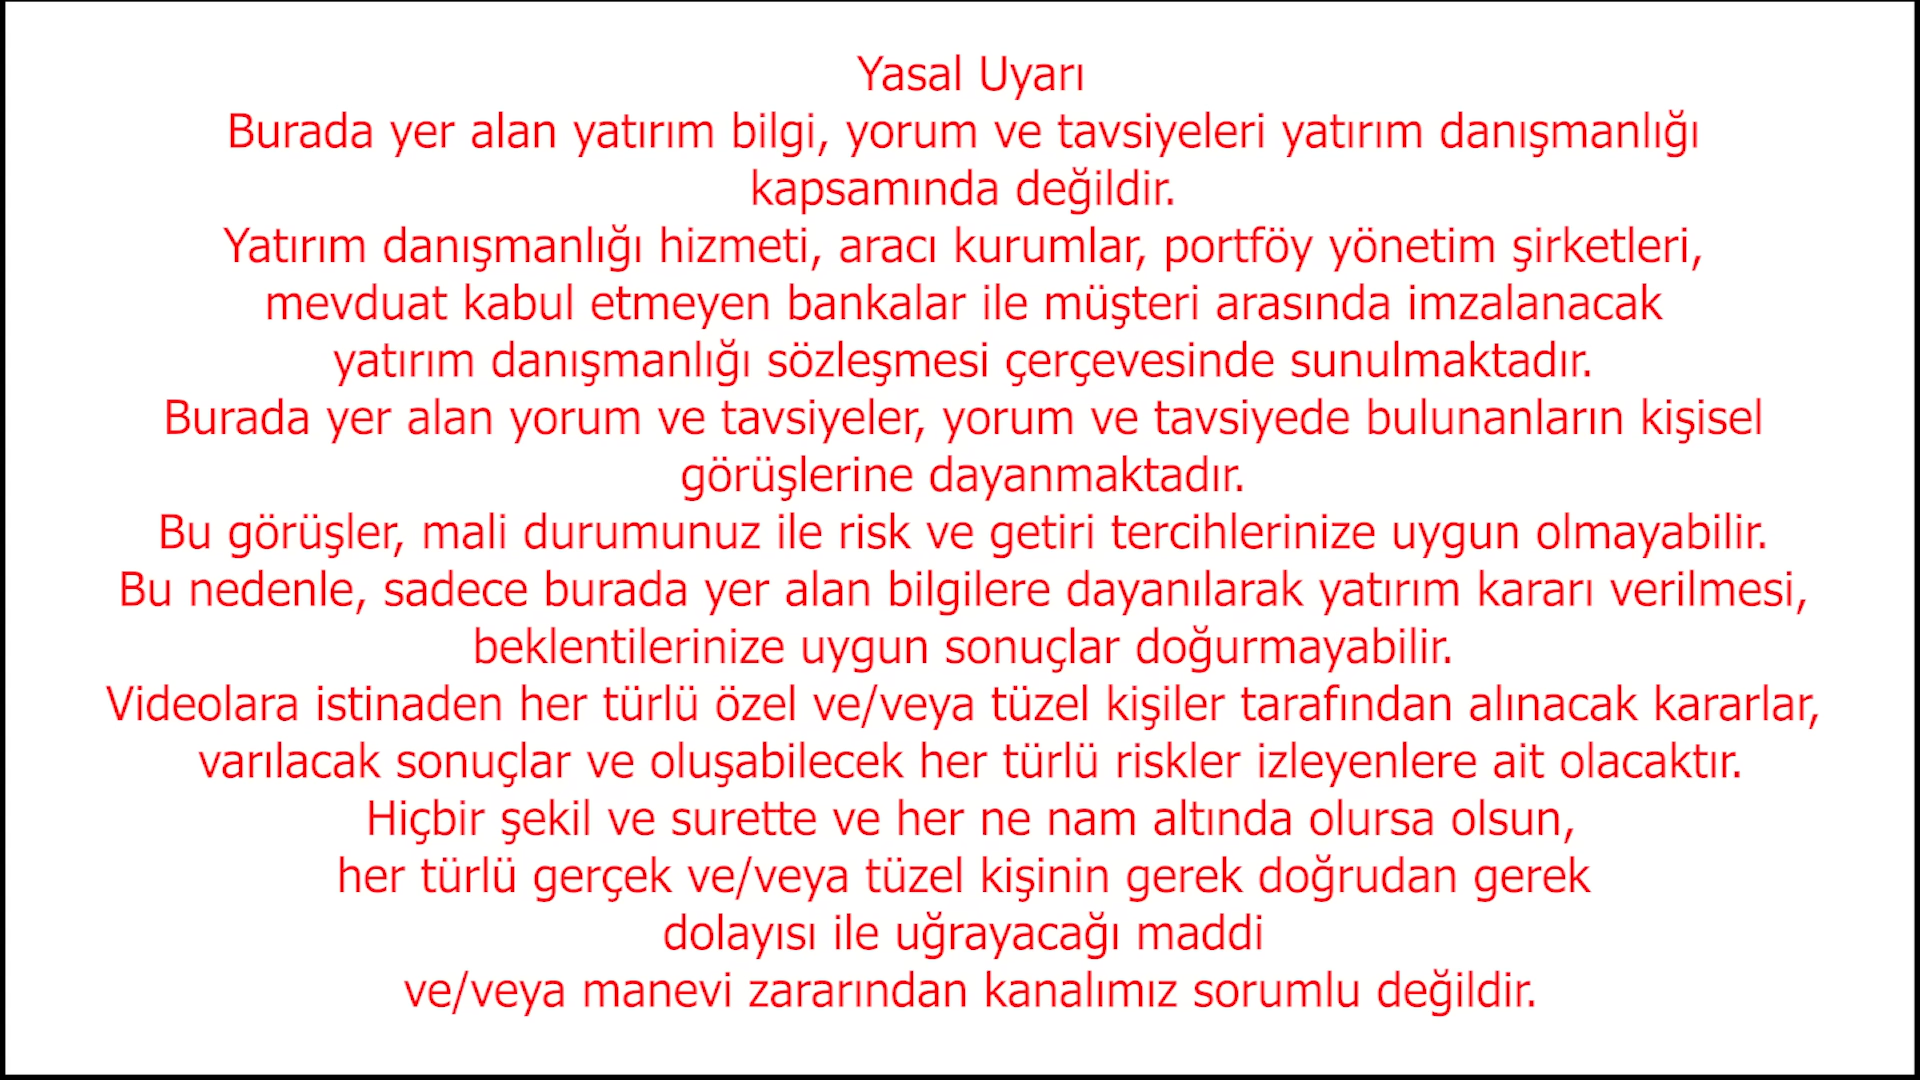 Yasal Uyarı
Burada yer alan yatırım bilgi, yorum ve tavsiyeleri yatırım danışmanlığı
kapsamında değildir.
Yatırım danışmanlığı hizmeti, aracı kurumlar, portföy yönetim şirketleri,
mevduat kabul etmeyen bankalar ile müşteri arasında imzalanacak
yatırım danışmanlığı sözleşmesi çerçevesinde sunulmaktadır.
Burada yer alan yorum ve tavsiyeler, yorum ve tavsiyede bulunanların kişisel
görüşlerine dayanmaktadır.
Bu görüşler, mali durumunuz ile risk ve getiri tercihlerinize uygun olmayabilir.
Bu nedenle, sadece burada yer alan bilgilere dayanılarak yatırım kararı verilmesi,
beklentilerinize uygun sonuçlar doğurmayabilir.
Videolara istinaden her türlü özel ve/veya tüzel kişiler tarafından alınacak kararlar,
varılacak sonuçlar ve oluşabilecek her türlü riskler izleyenlere ait olacaktır.
Hiçbir şekil ve surette ve her ne nam altında olursa olsun,
her türlü gerçek ve/veya tüzel kişinin gerek doğrudan gerek
dolayısı ile uğrayacağı maddi
ve/veya manevi zararından kanalımız sorumlu değildir.